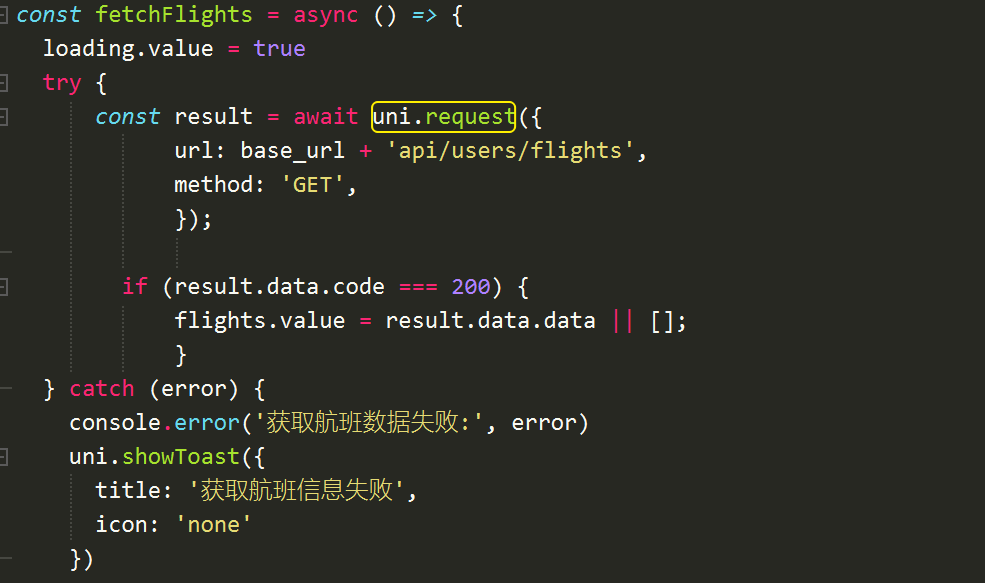 const fetchFlights = async () => {
loading.value = true
try {
const result = await uni.request({
url: base_url + 'api/users/flights',
method: 'GET',
});
if (result.data.code === 200) {
flights.value = result.data.data || [];
}
} catch (error) {
console.error('获取航班数据失败:', error)
uni.showToast({
title: '获取航班信息失败',
icon: 'none'
})